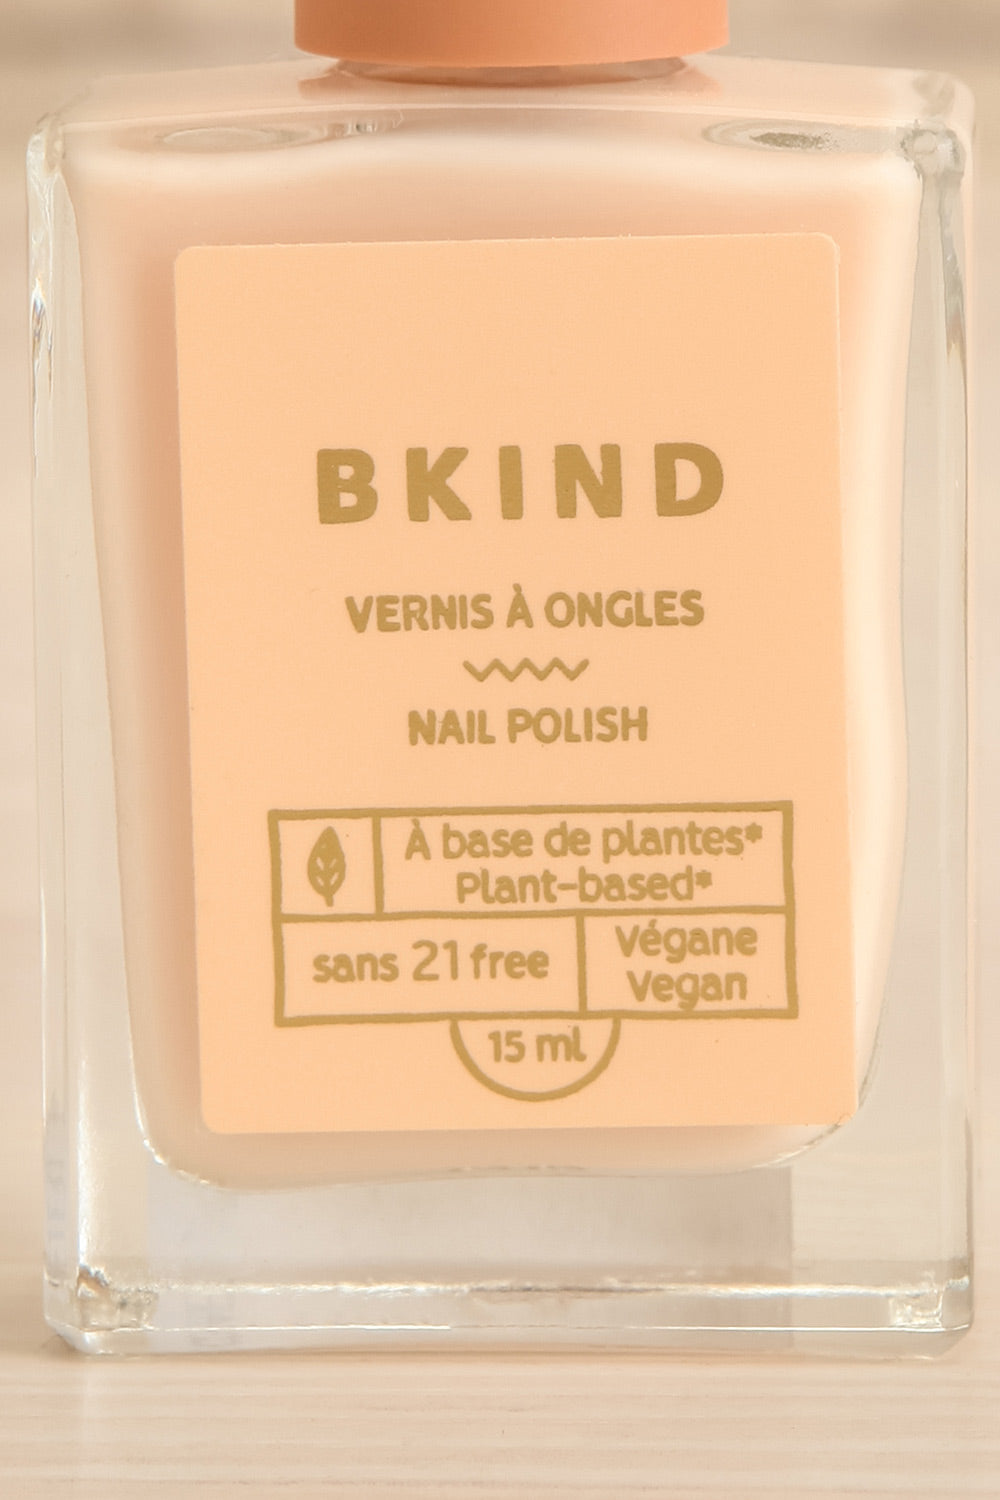 BKIND
VERNIS À ONGLES
NAIL POLISH
À base de plantes*
Plant-based*
sans 21 free
Végane
Vegan
15 ml